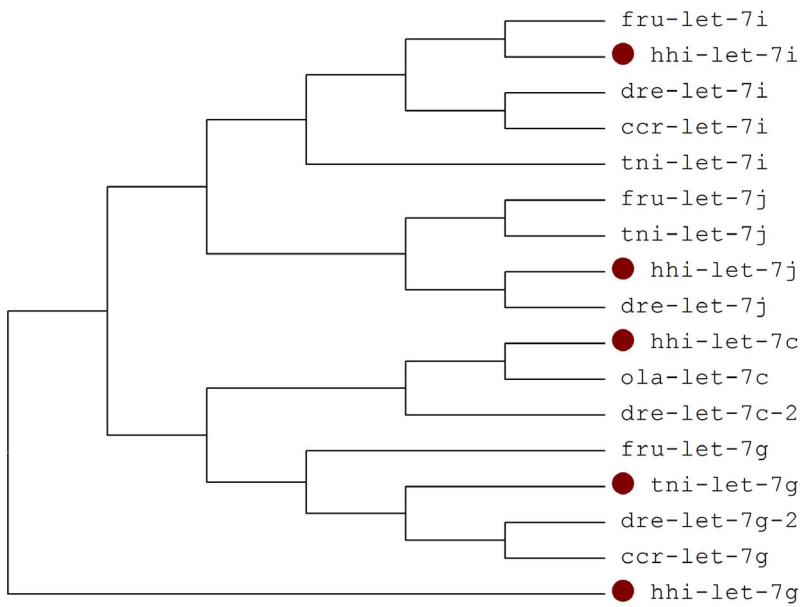 fru-let-7i
hhi-let-7i
dre-let-7i
ccr-let-7i
tni-let-7i
fru-let-7j
tni-let-7j
hhi-let-7j
dre-let-7j
hhi-let-7c
ola-let-7c
dre-let-7c-2
fru-let-7g
tni-let-7g
dre-let-7g-2
ccr-let-7g
hhi-let-7g